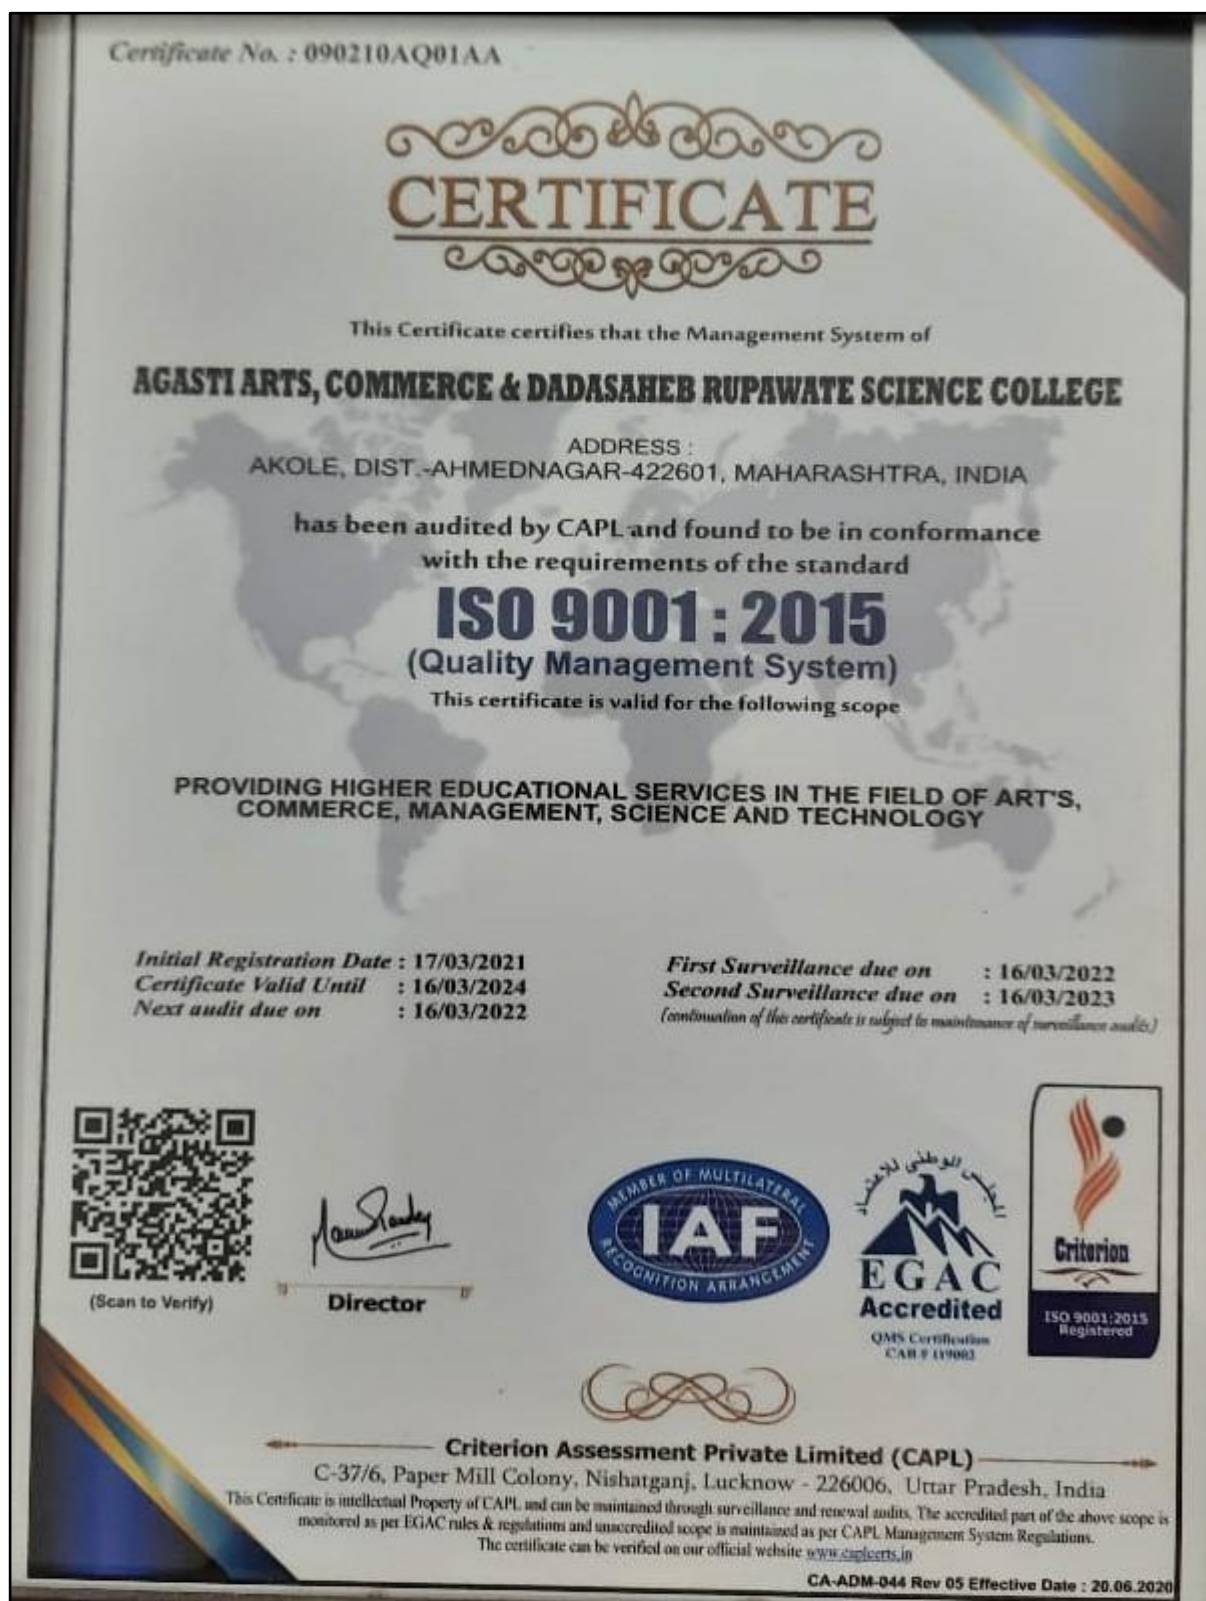 Certificate No. : 090210AQ01AA
CERTIFICATE
This Certificate certifies that the Management System of
AGASTI ARTS, COMMERCE & DADASAHEB RUPAWATE SCIENCE COLLEGE
ADDRESS :
AKOLE, DIST.-AHMEDNAGAR-422601, MAHARASHTRA, INDIA
has been audited by CAPL and found to be in conformance
with the requirements of the standard
ISO 9001 : 2015
(Quality Management System)
This certificate is valid for the following scope
PROVIDING HIGHER EDUCATIONAL SERVICES IN THE FIELD OF ART'S,
COMMERCE, MANAGEMENT, SCIENCE AND TECHNOLOGY
Initial Registration Date : 17/03/2021
Certificate Valid Until : 16/03/2024
Next audit due on : 16/03/2022
First Surveillance due on : 16/03/2022
Second Surveillance due on : 16/03/2023
(continuation of this certificate is subject to maintenance of surveillance audits)
(Scan to Verify)
Director
MEMBER OF MULTILATERAL
IAF
RECOGNITION ARRANGEMENT
المجلس الوطني للاعتماد
EGAC
Accredited
QMS Certification
CAB # 119002
Criterion
ISO 9001:2015
Registered
Criterion Assessment Private Limited (CAPL)
C-37/6, Paper Mill Colony, Nishatganj, Lucknow - 226006, Uttar Pradesh, India
This Certificate is intellectual Property of CAPL and can be maintained through surveillance and renewal audits. The accredited part of the above scope is
monitored as per EGAC rules & regulations and unaccredited scope is maintained as per CAPL Management System Regulations.
The certificate can be verified on our official website www.caplcerts.in
CA-ADM-044 Rev 05 Effective Date : 20.06.2020